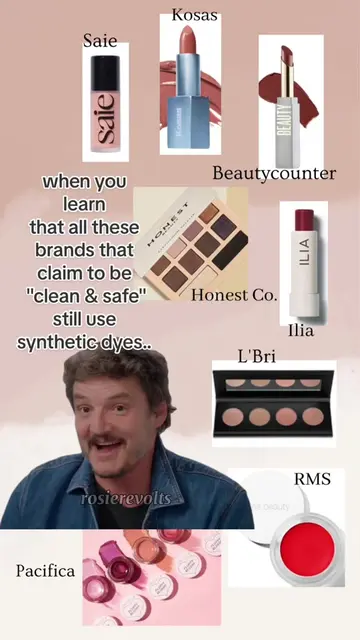 Kosas
Saie
saie
BEAUTY
Beautycounter
when you
learn
that all these
brands that
claim to be
"clean & safe"
still use
synthetic dyes..
HONEST
Honest Co.
ILIA
Ilia
L'Bri
rosierevolts
RMS
beauty
Pacifica